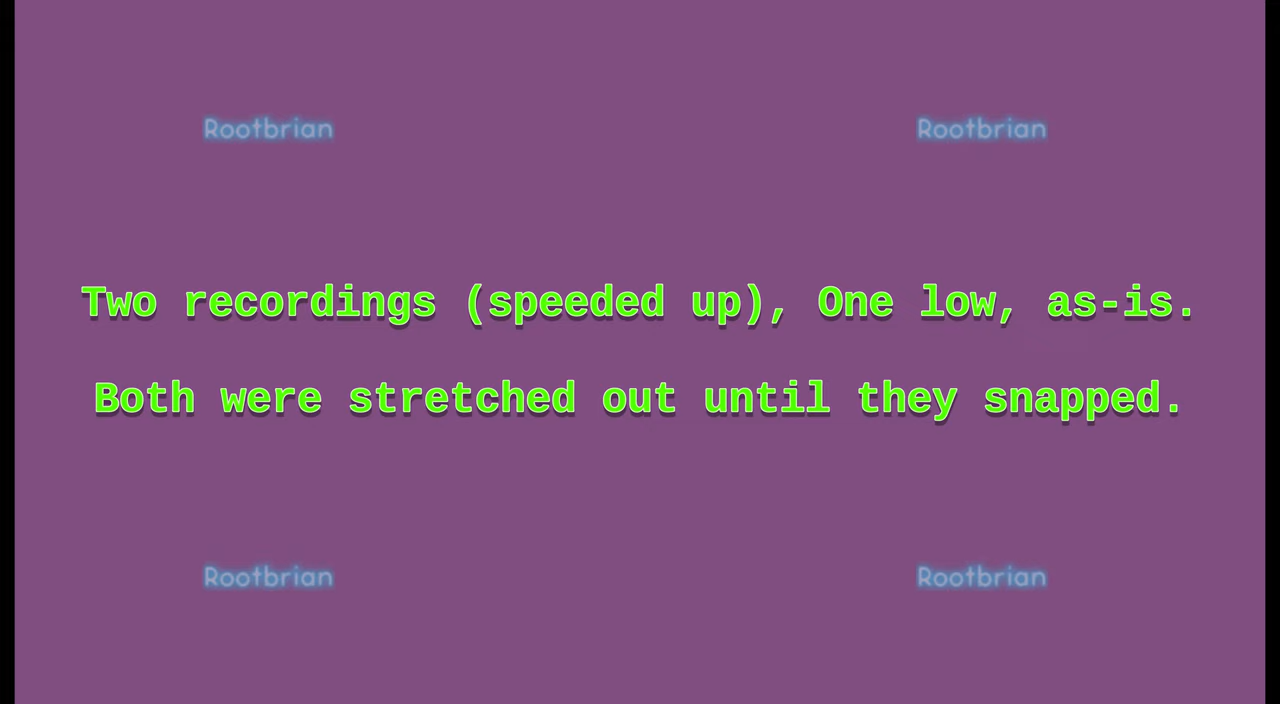 Rootbrian Rootbrian
Two recordings (speeded up), One low, as-is.
Both were stretched out until they snapped.
Rootbrian Rootbrian